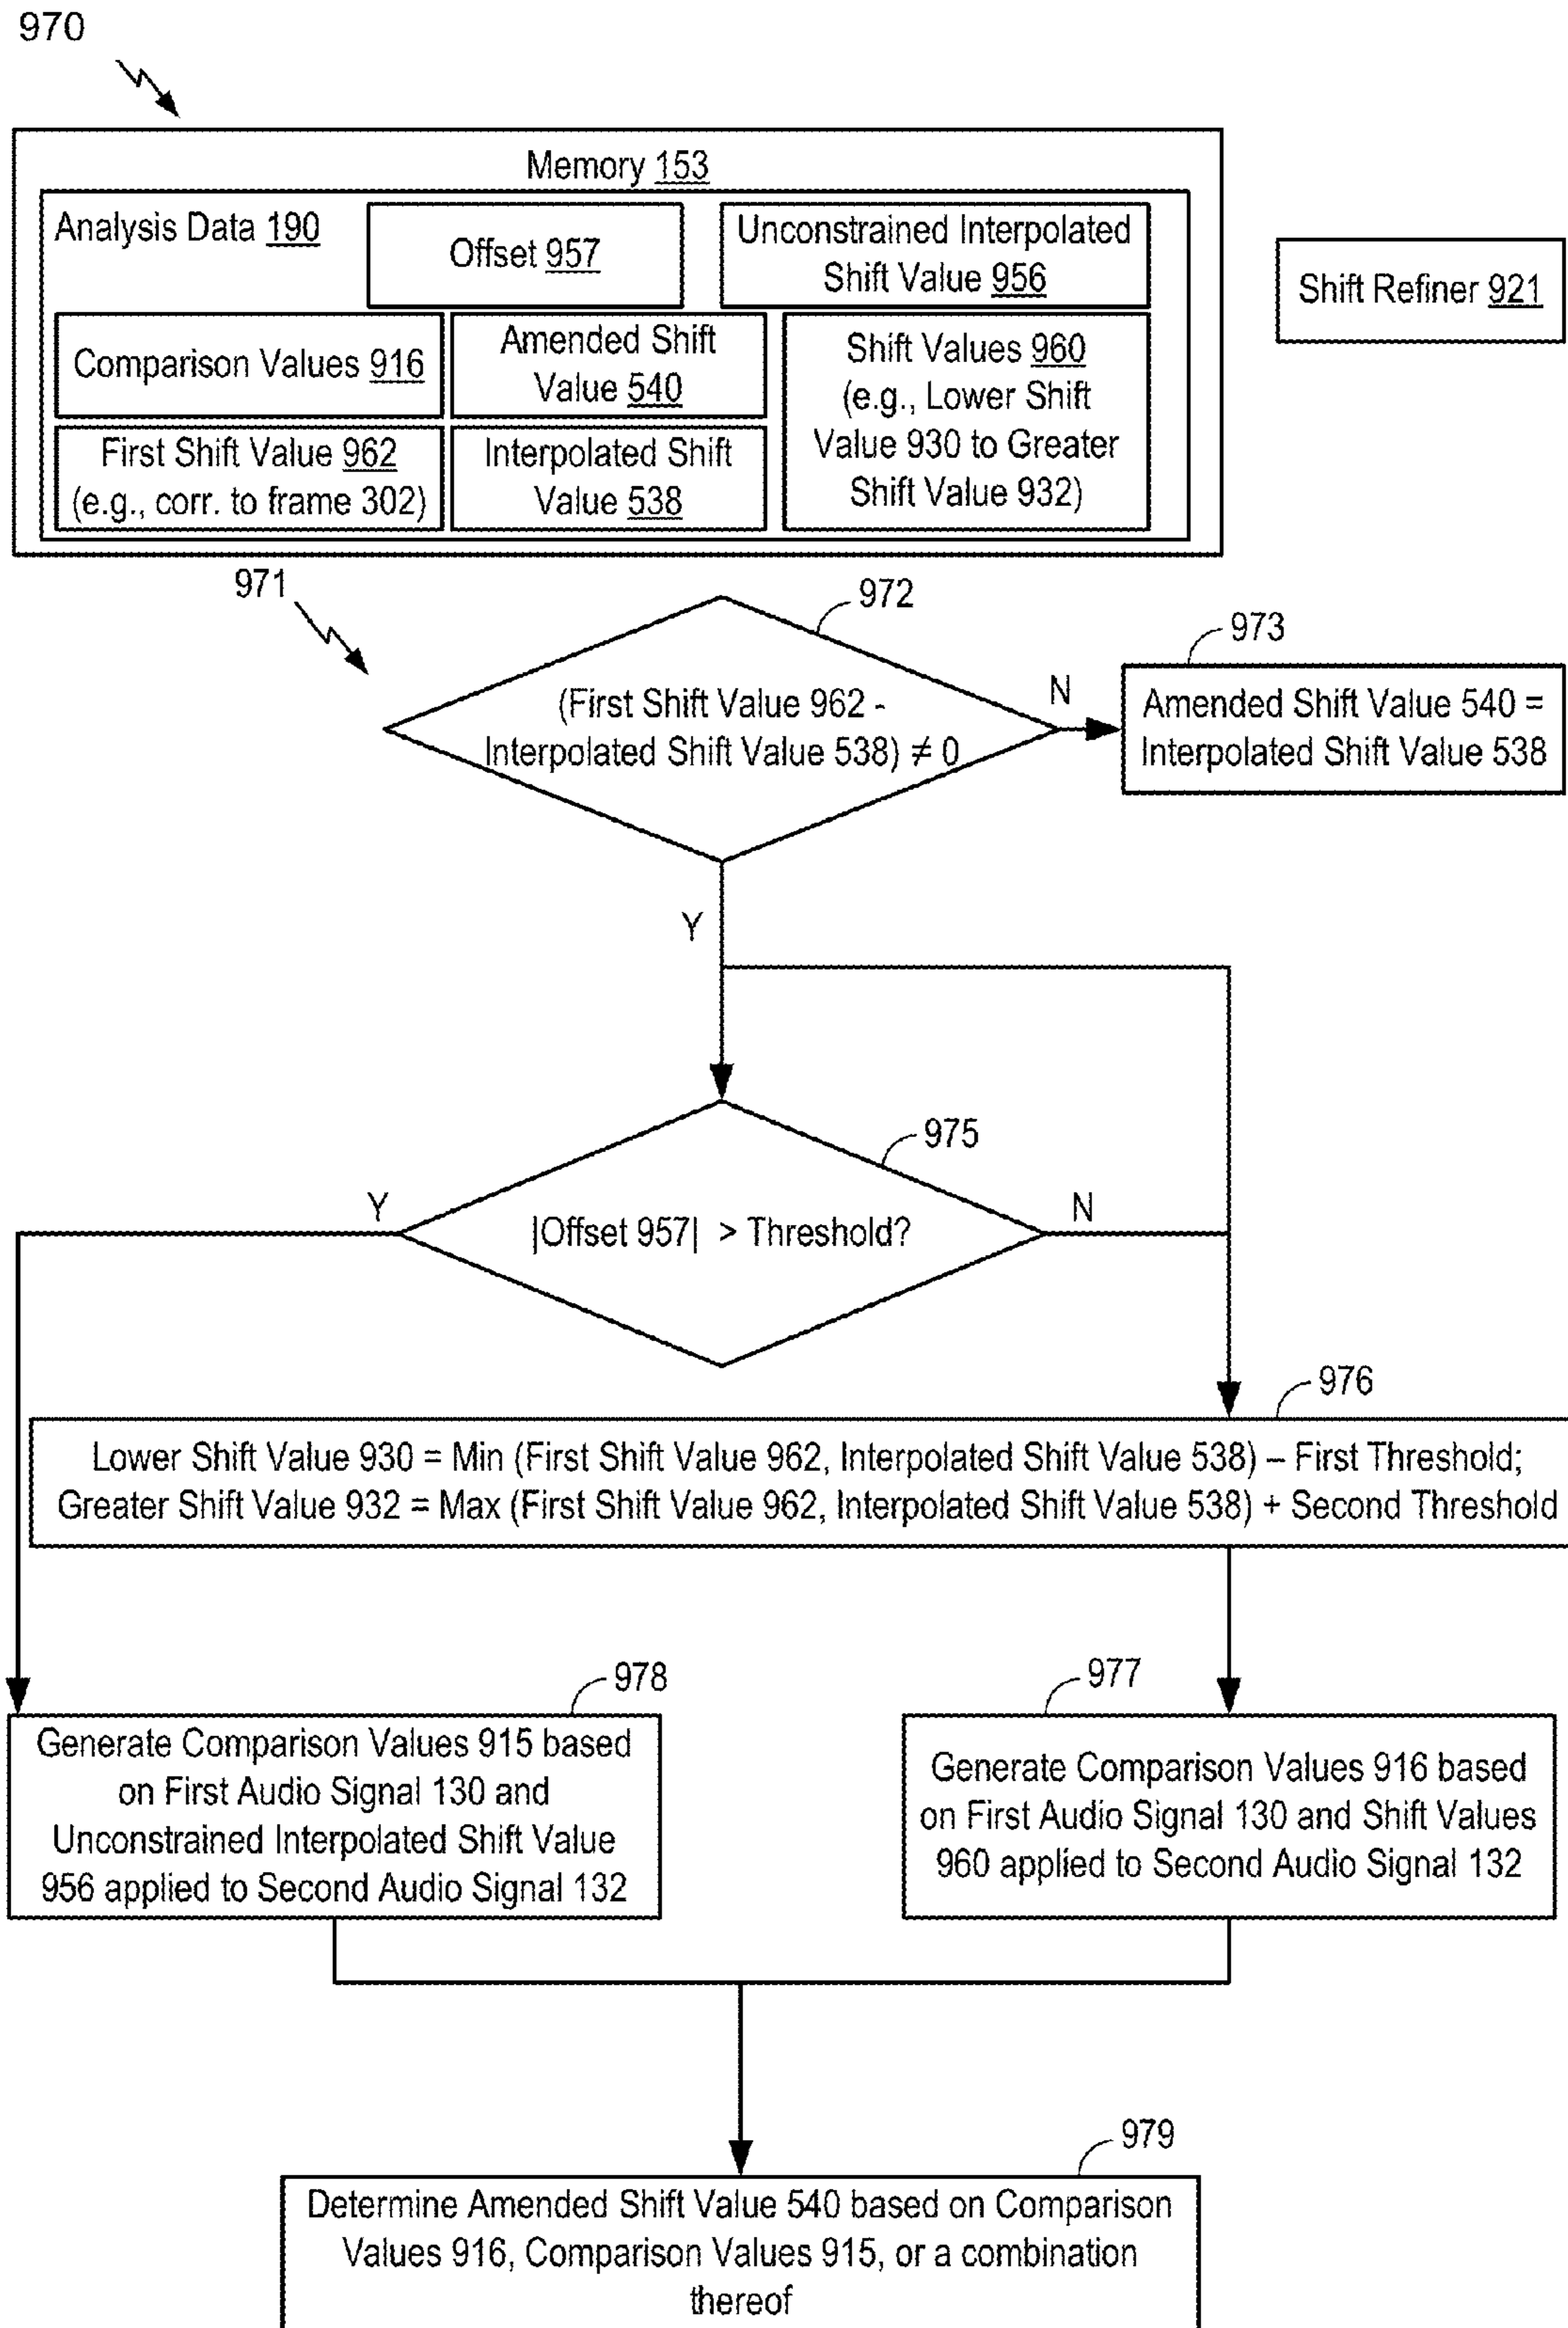 970
Memory 153
Analysis Data 190
Offset 957
Unconstrained Interpolated
Shift Value 956
Shift Refiner 921
Comparison Values 916
Amended Shift
Value 540
Shift Values 960
(e.g., Lower Shift
Value 930 to Greater
Shift Value 932)
First Shift Value 962
(e.g., corr. to frame 302)
Interpolated Shift
Value 538
971
972
(First Shift Value 962 -
Interpolated Shift Value 538) ≠ 0
N
973
Amended Shift Value 540 =
Interpolated Shift Value 538
Y
975
Y
|Offset 957| > Threshold?
N
976
Lower Shift Value 930 = Min (First Shift Value 962, Interpolated Shift Value 538) – First Threshold;
Greater Shift Value 932 = Max (First Shift Value 962, Interpolated Shift Value 538) + Second Threshold
978
Generate Comparison Values 915 based
on First Audio Signal 130 and
Unconstrained Interpolated Shift Value
956 applied to Second Audio Signal 132
977
Generate Comparison Values 916 based
on First Audio Signal 130 and Shift Values
960 applied to Second Audio Signal 132
979
Determine Amended Shift Value 540 based on Comparison
Values 916, Comparison Values 915, or a combination
thereof